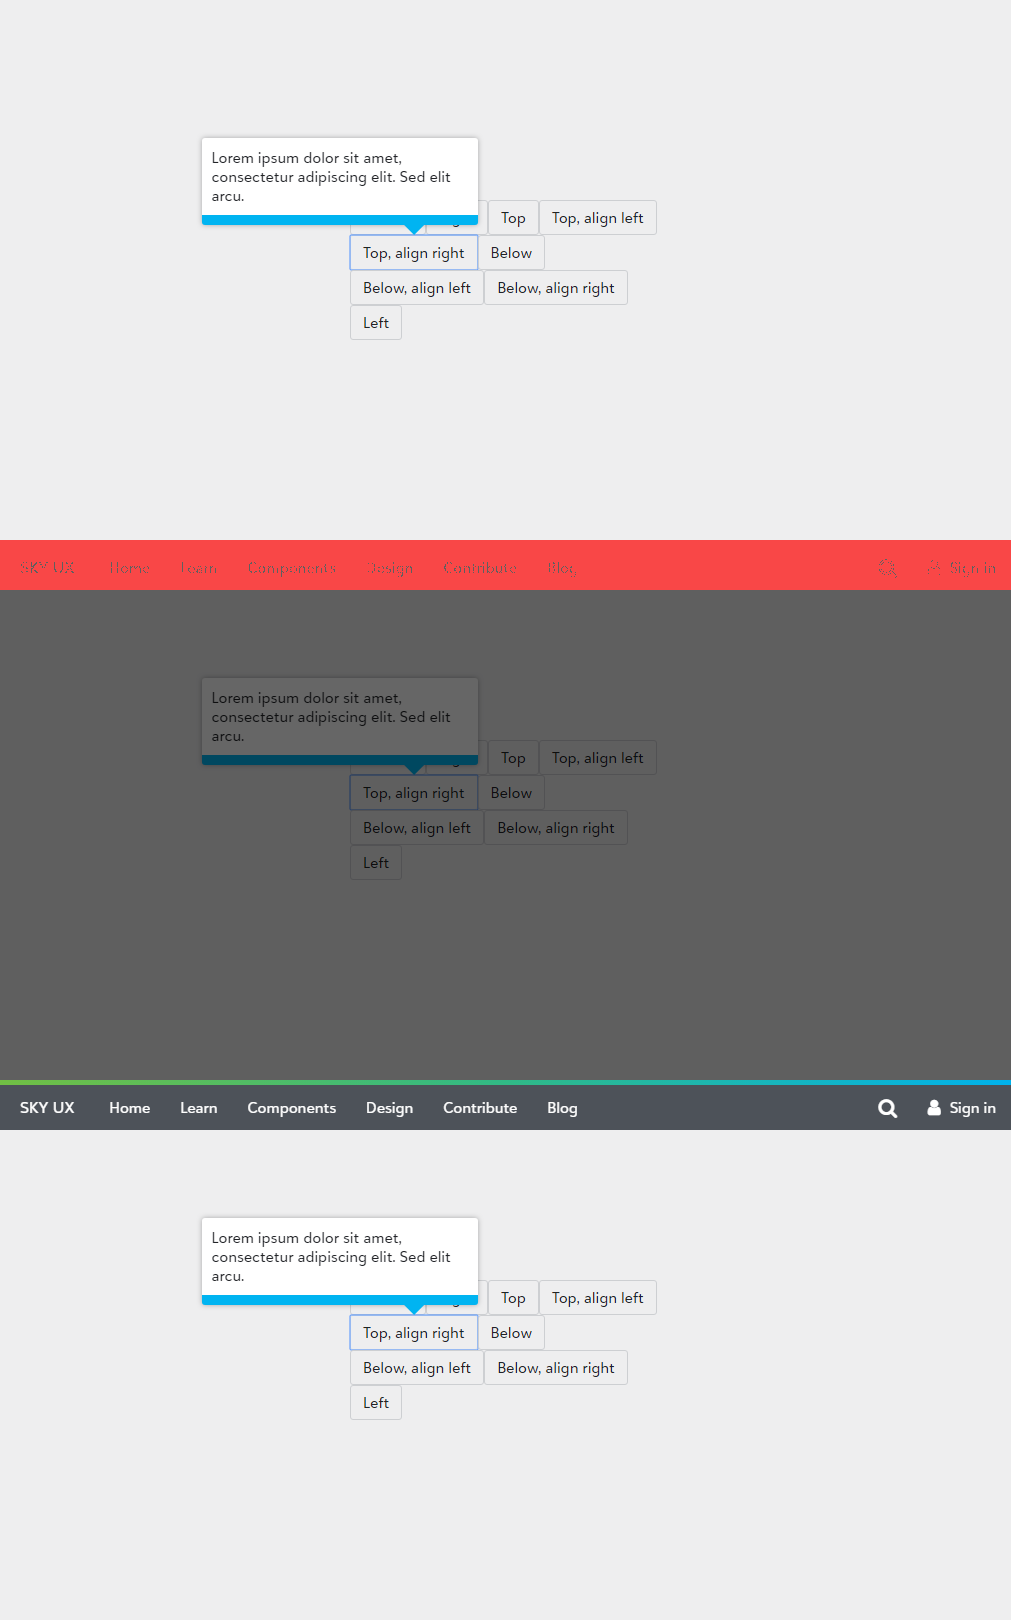 Lorem ipsum dolor sit amet,
consectetur adipiscing elit. Sed elit
arcu.
Top Top, align left
Top, align right Below
Below, align left Below, align right
Left
SKY UX Home Learn Components Design Contribute Blog Sign in
Lorem ipsum dolor sit amet,
consectetur adipiscing elit. Sed elit
arcu.
Top Top, align left
Top, align right Below
Below, align left Below, align right
Left
SKY UX Home Learn Components Design Contribute Blog Sign in
Lorem ipsum dolor sit amet,
consectetur adipiscing elit. Sed elit
arcu.
Top Top, align left
Top, align right Below
Below, align left Below, align right
Left